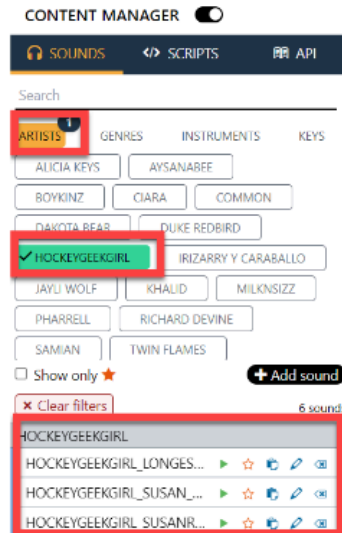 CONTENT MANAGER
SOUNDS </> SCRIPTS API
Search
ARTISTS 1 GENRES INSTRUMENTS KEYS
ALICIA KEYS AYSANABEE
BOYKINZ CIARA COMMON
DAKOTA BEAR DUKE REDBIRD
HOCKEYGEEKGIRL IRIZARRY Y CARABALLO
JAYLI WOLF KHALID MILKNSIZZ
PHARRELL RICHARD DEVINE
SAMIAN TWIN FLAMES
Show only + Add sound
× Clear filters 6 sounds
HOCKEYGEEKGIRL
HOCKEYGEEKGIRL_LONGES...
HOCKEYGEEKGIRL_SUSAN_...
HOCKEYGEEKGIRL_SUSANR...